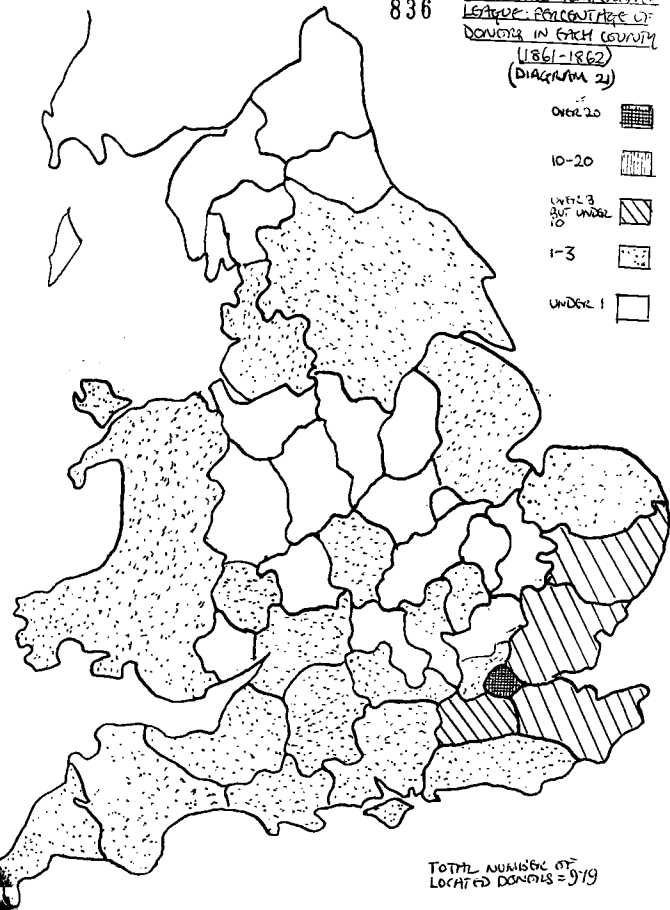 836
LEAGUE: PERCENTAGE OF
DONORS IN EACH COUNTY
(1861-1862)
(DIAGRAM 21)
OVER 20
10-20
OVER 3
BUT UNDER
10
1-3
UNDER 1
TOTAL NUMBER OF
LOCATED DONORS = 979